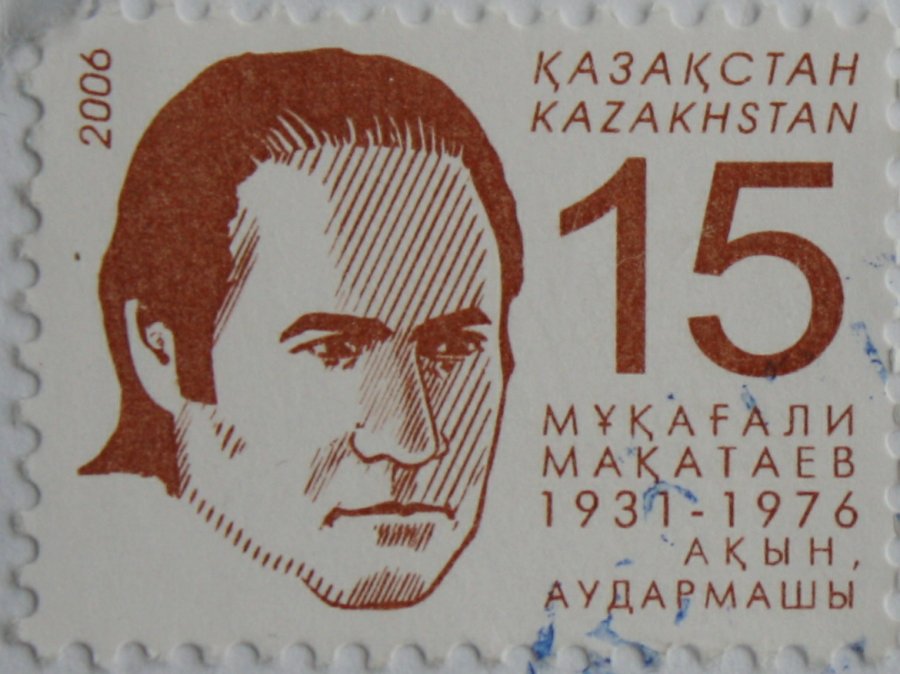 2006
ҚАЗАҚСТАН
KAZAKHSTAN
15
МҰҚАҒАЛИ
МАҚАТАЕВ
1931-1976
АҚЫН,
АУДАРМАШЫ